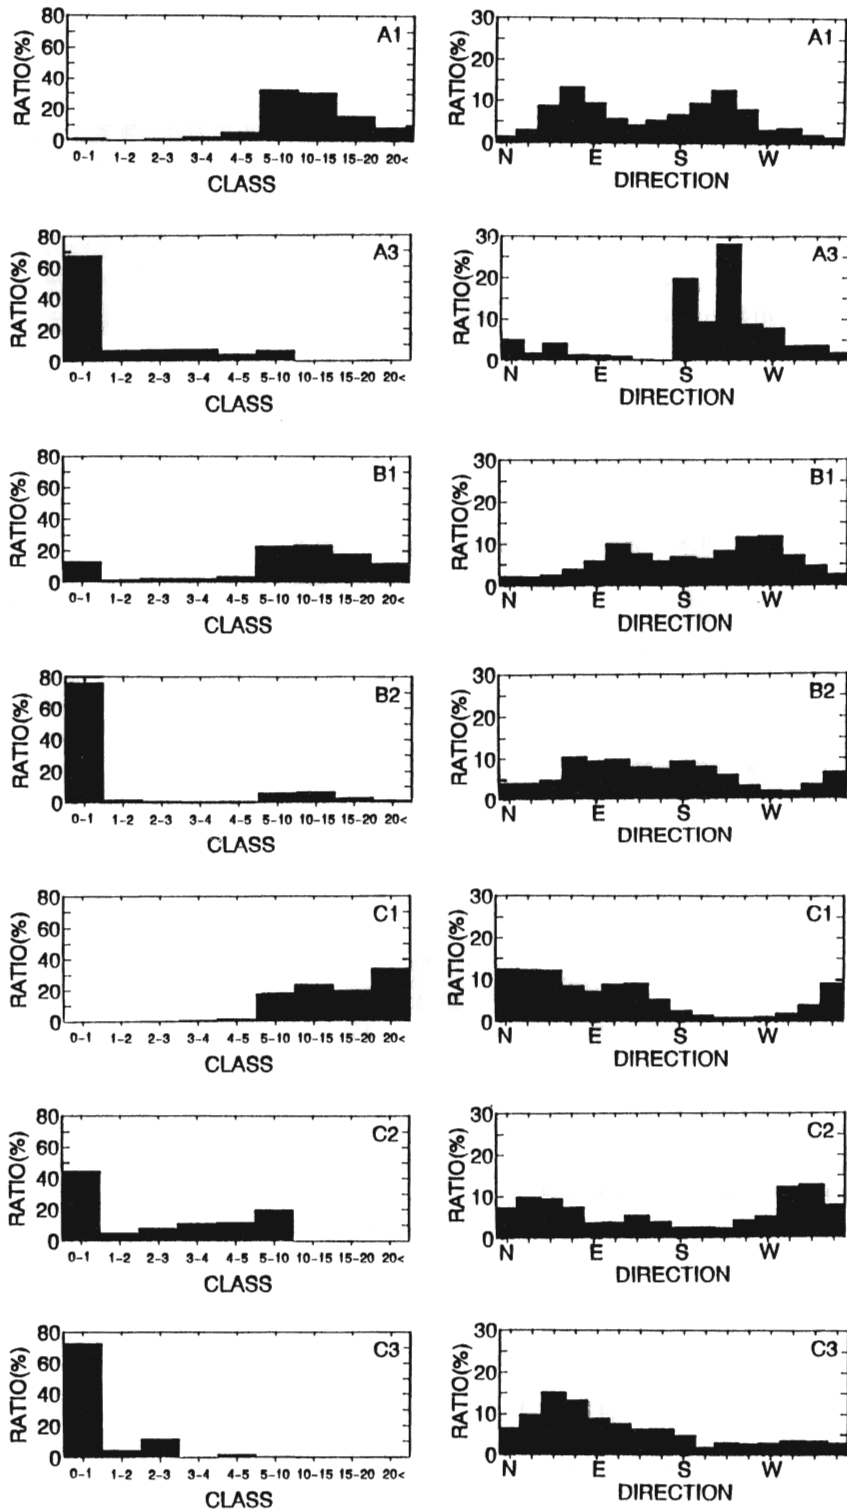 RATIO(%)
80
60
40
20
0
A1
0-1 1-2 2-3 3-4 4-5 5-10 10-15 15-20 20<
CLASS
RATIO(%)
30
20
10
0
A1
N E S W
DIRECTION
RATIO(%)
80
60
40
20
0
A3
0-1 1-2 2-3 3-4 4-5 5-10 10-15 15-20 20<
CLASS
RATIO(%)
30
20
10
0
A3
N E S W
DIRECTION
RATIO(%)
80
60
40
20
0
B1
0-1 1-2 2-3 3-4 4-5 5-10 10-15 15-20 20<
CLASS
RATIO(%)
30
20
10
0
B1
N E S W
DIRECTION
RATIO(%)
80
60
40
20
0
B2
0-1 1-2 2-3 3-4 4-5 5-10 10-15 15-20 20<
CLASS
RATIO(%)
30
20
10
0
B2
N E S W
DIRECTION
RATIO(%)
80
60
40
20
0
C1
0-1 1-2 2-3 3-4 4-5 5-10 10-15 15-20 20<
CLASS
RATIO(%)
30
20
10
0
C1
N E S W
DIRECTION
RATIO(%)
80
60
40
20
0
C2
0-1 1-2 2-3 3-4 4-5 5-10 10-15 15-20 20<
CLASS
RATIO(%)
30
20
10
0
C2
N E S W
DIRECTION
RATIO(%)
80
60
40
20
0
C3
0-1 1-2 2-3 3-4 4-5 5-10 10-15 15-20 20<
CLASS
RATIO(%)
30
20
10
0
C3
N E S W
DIRECTION